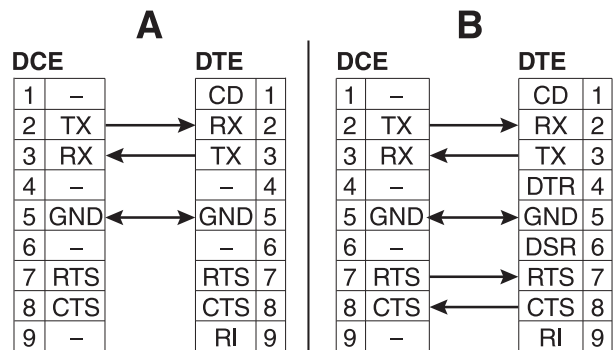 A B
DCE DTE DCE DTE
1 – CD 1 1 – CD 1
2 TX RX 2 2 TX RX 2
3 RX TX 3 3 RX TX 3
4 – – 4 4 – DTR 4
5 GND GND 5 5 GND GND 5
6 – – 6 6 – DSR 6
7 RTS RTS 7 7 RTS RTS 7
8 CTS CTS 8 8 CTS CTS 8
9 – RI 9 9 – RI 9